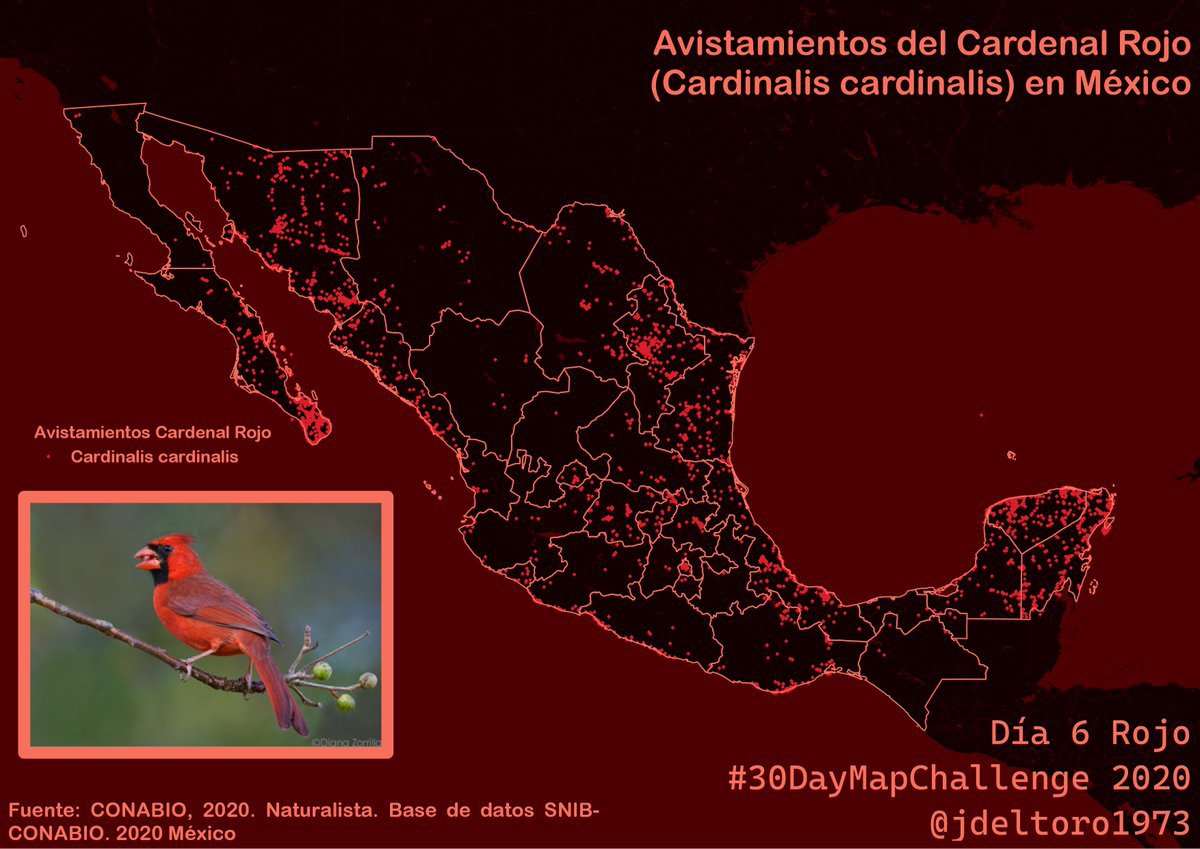 Avistamientos del Cardenal Rojo
(Cardinalis cardinalis) en México
Avistamientos Cardenal Rojo
Cardinalis cardinalis
©Diana Zorrilla
Día 6 Rojo
#30DayMapChallenge 2020
@jdeltoro1973
Fuente: CONABIO, 2020. Naturalista. Base de datos SNIB-
CONABIO. 2020 México